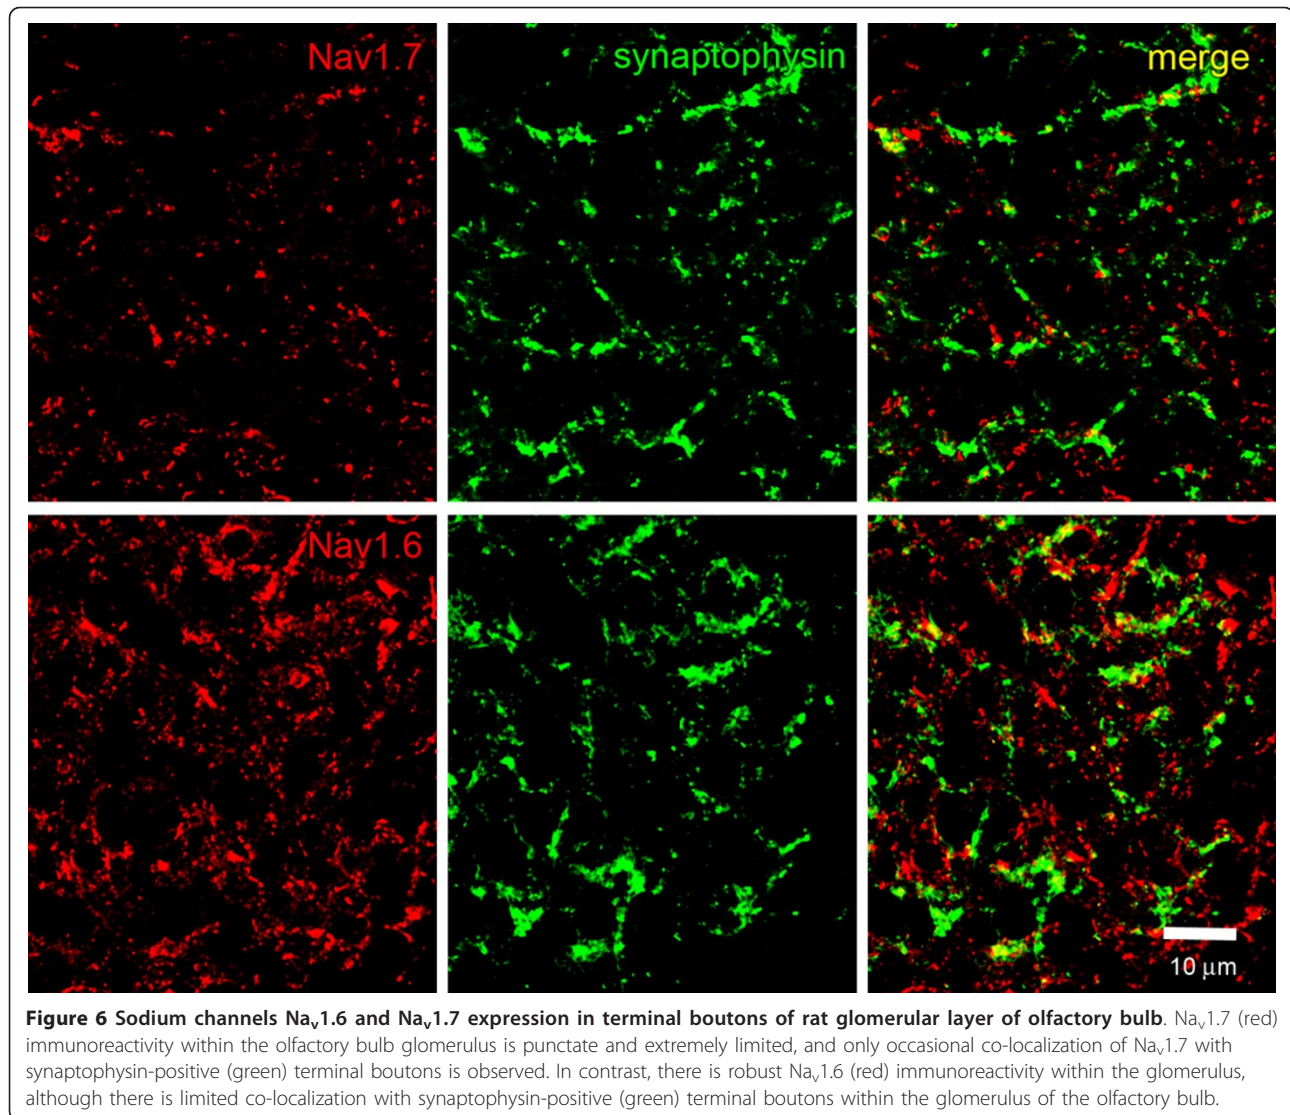 Nav1.7 synaptophysin merge
Nav1.6
10 μm
Figure 6 Sodium channels Nav1.6 and Nav1.7 expression in terminal boutons of rat glomerular layer of olfactory bulb. Nav1.7 (red)
immunoreactivity within the olfactory bulb glomerulus is punctate and extremely limited, and only occasional co-localization of Nav1.7 with
synaptophysin-positive (green) terminal boutons is observed. In contrast, there is robust Nav1.6 (red) immunoreactivity within the glomerulus,
although there is limited co-localization with synaptophysin-positive (green) terminal boutons within the glomerulus of the olfactory bulb.